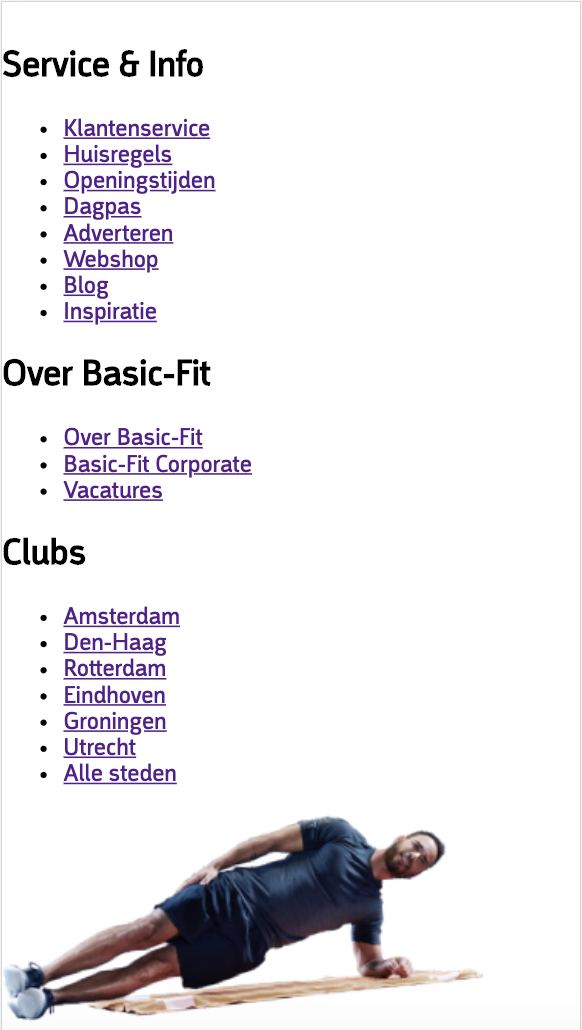 Service & Info
Klantenservice
Huisregels
Openingstijden
Dagpas
Adverteren
Webshop
Blog
Inspiratie
Over Basic-Fit
Over Basic-Fit
Basic-Fit Corporate
Vacatures
Clubs
Amsterdam
Den-Haag
Rotterdam
Eindhoven
Groningen
Utrecht
Alle steden